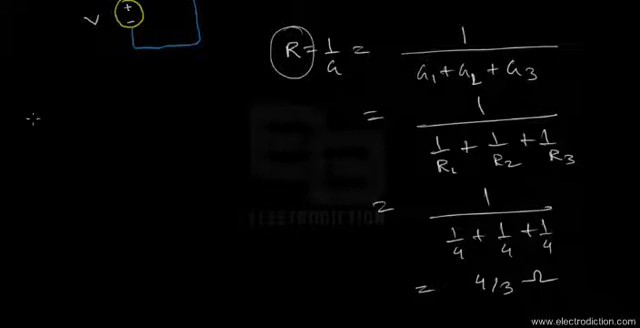 V + -
R = 1/G = 1/(G1 + G2 + G3)
= 1/(1/R1 + 1/R2 + 1/R3)
ELECTRODICTION
= 1/(1/4 + 1/4 + 1/4)
= 4/3 Ω
www.electrodiction.com